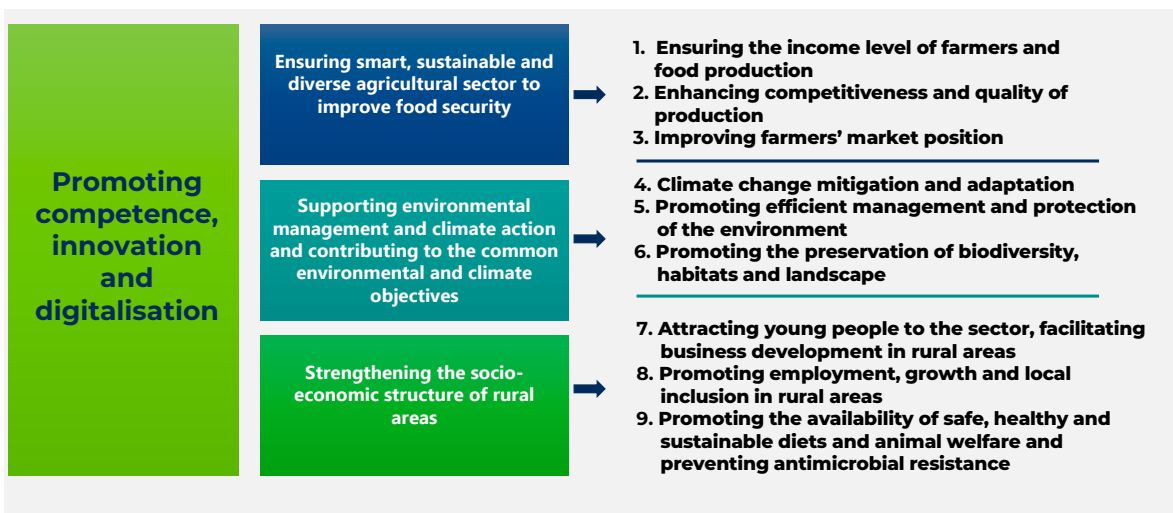 Promoting
competence,
innovation
and
digitalisation
Ensuring smart, sustainable and
diverse agricultural sector to
improve food security
1. Ensuring the income level of farmers and
food production
2. Enhancing competitiveness and quality of
production
3. Improving farmers’ market position
Supporting environmental
management and climate action
and contributing to the common
environmental and climate
objectives
4. Climate change mitigation and adaptation
5. Promoting efficient management and protection
of the environment
6. Promoting the preservation of biodiversity,
habitats and landscape
Strengthening the socio-
economic structure of rural
areas
7. Attracting young people to the sector, facilitating
business development in rural areas
8. Promoting employment, growth and local
inclusion in rural areas
9. Promoting the availability of safe, healthy and
sustainable diets and animal welfare and
preventing antimicrobial resistance